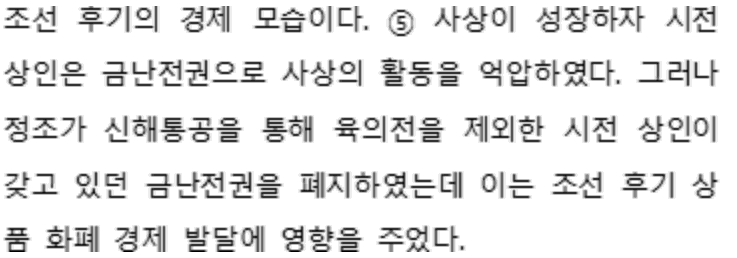 조선 후기의 경제 모습이다. ⑤ 사상이 성장하자 시전
상인은 금난전권으로 사상의 활동을 억압하였다. 그러나
정조가 신해통공을 통해 육의전을 제외한 시전 상인이
갖고 있던 금난전권을 폐지하였는데 이는 조선 후기 상
품 화폐 경제 발달에 영향을 주었다.